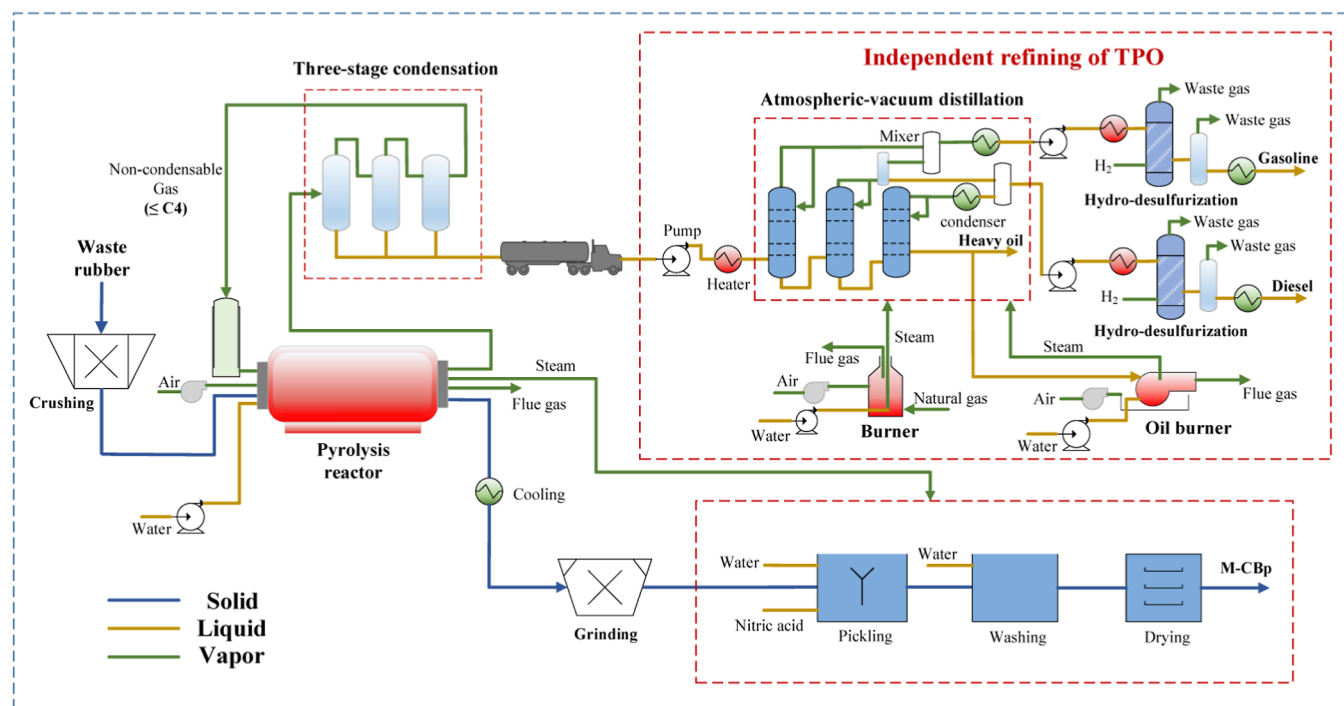 Independent refining of TPO
Three-stage condensation
Atmospheric-vacuum distillation
Waste gas
Mixer
Waste gas
Non-condensable
Gas
(≤ C4)
H₂
Gasoline
Hydro-desulfurization
condenser
Waste gas
Waste
rubber
Pump
Heavy oil
Waste gas
Heater
H₂
Diesel
Hydro-desulfurization
Steam
Flue gas
Steam
Air
Steam
Air
Flue gas
Crushing
Natural gas
Air
Flue gas
Water
Burner
Oil burner
Water
Pyrolysis
reactor
Cooling
Water
Water
Water
M-CBp
Solid
Liquid
Vapor
Nitric acid
Grinding
Pickling
Washing
Drying